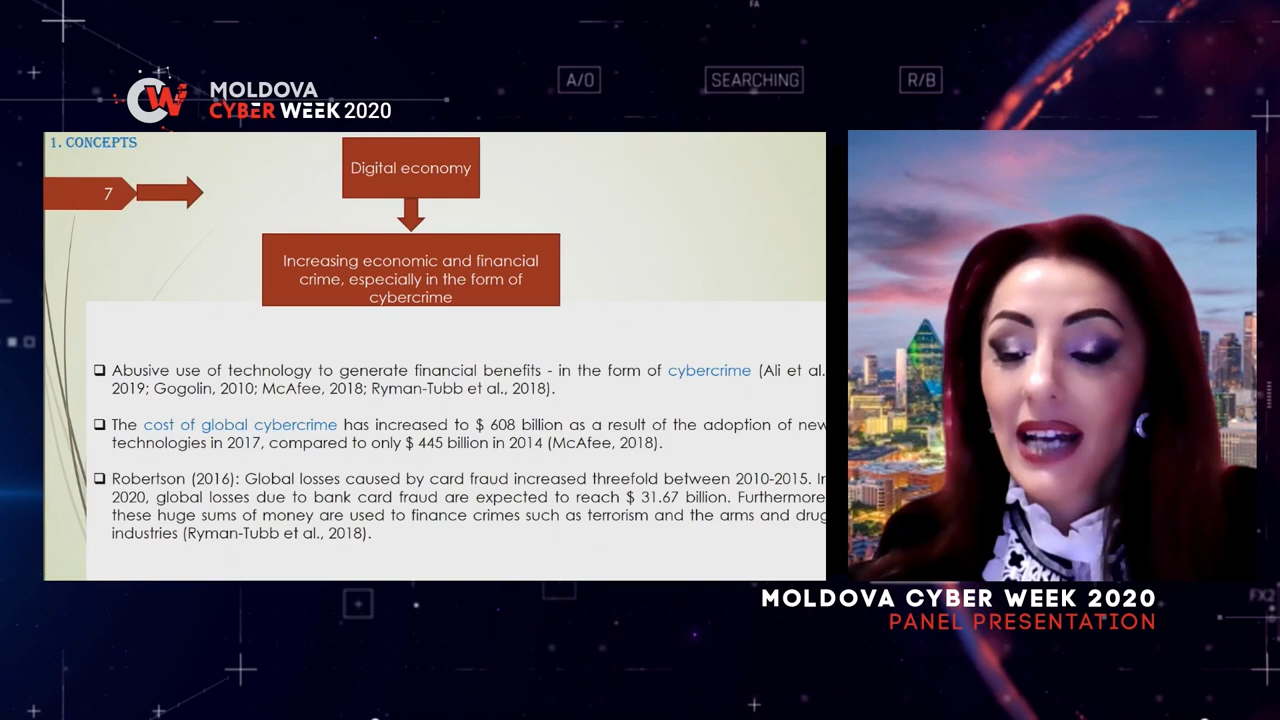 FA
A/0
SEARCHING
R/B
CW
MOLDOVA
CYBER WEEK 2020
1. CONCEPTS
7
Digital economy
Increasing economic and financial
crime, especially in the form of
cybercrime
❑ Abusive use of technology to generate financial benefits - in the form of cybercrime (Ali et al.
2019; Gogolin, 2010; McAfee, 2018; Ryman-Tubb et al., 2018).
❑ The cost of global cybercrime has increased to $ 608 billion as a result of the adoption of new
technologies in 2017, compared to only $ 445 billion in 2014 (McAfee, 2018).
❑ Robertson (2016): Global losses caused by card fraud increased threefold between 2010-2015. In
2020, global losses due to bank card fraud are expected to reach $ 31.67 billion. Furthermore
these huge sums of money are used to finance crimes such as terrorism and the arms and drug
industries (Ryman-Tubb et al., 2018).
MOLDOVA CYBER WEEK 2020
PANEL PRESENTATION
FX2